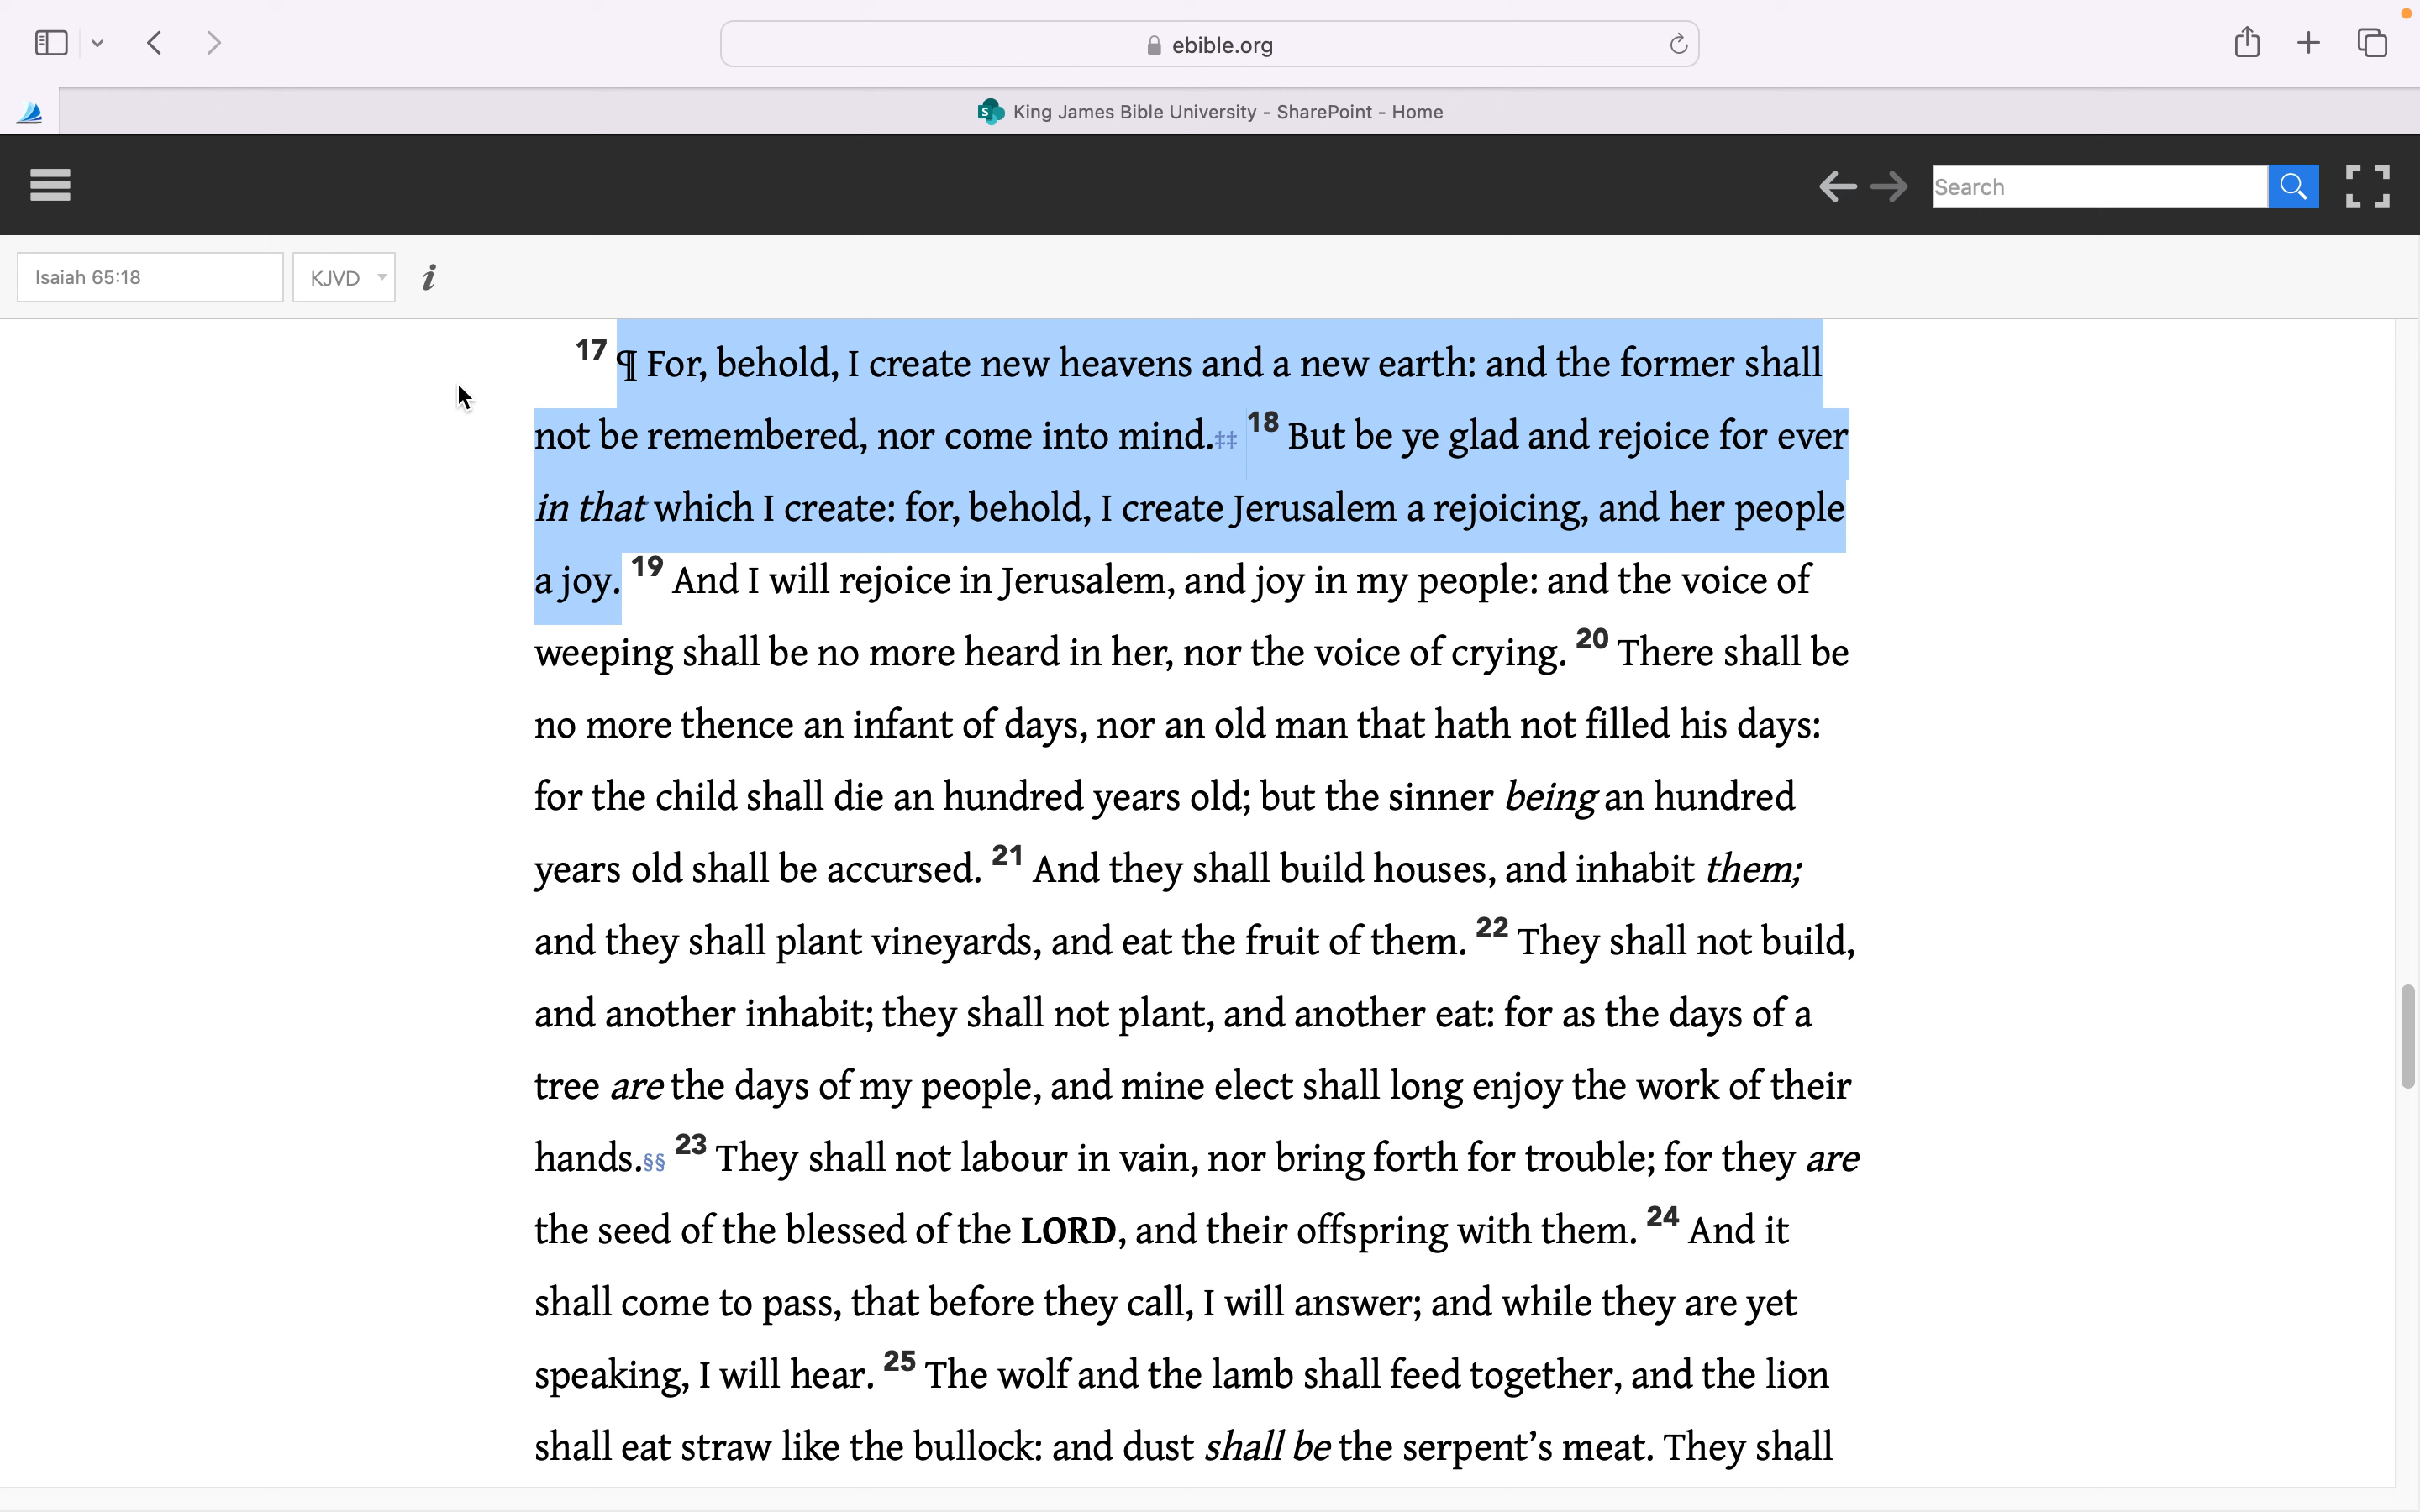 ebible.org
King James Bible University - SharePoint - Home
Search
Isaiah 65:18 KJVD i
17 ¶ For, behold, I create new heavens and a new earth: and the former shall
not be remembered, nor come into mind.‡‡ 18 But be ye glad and rejoice for ever
in that which I create: for, behold, I create Jerusalem a rejoicing, and her people
a joy. 19 And I will rejoice in Jerusalem, and joy in my people: and the voice of
weeping shall be no more heard in her, nor the voice of crying. 20 There shall be
no more thence an infant of days, nor an old man that hath not filled his days:
for the child shall die an hundred years old; but the sinner being an hundred
years old shall be accursed. 21 And they shall build houses, and inhabit them;
and they shall plant vineyards, and eat the fruit of them. 22 They shall not build,
and another inhabit; they shall not plant, and another eat: for as the days of a
tree are the days of my people, and mine elect shall long enjoy the work of their
hands.§§ 23 They shall not labour in vain, nor bring forth for trouble; for they are
the seed of the blessed of the LORD, and their offspring with them. 24 And it
shall come to pass, that before they call, I will answer; and while they are yet
speaking, I will hear. 25 The wolf and the lamb shall feed together, and the lion
shall eat straw like the bullock: and dust shall be the serpent’s meat. They shall